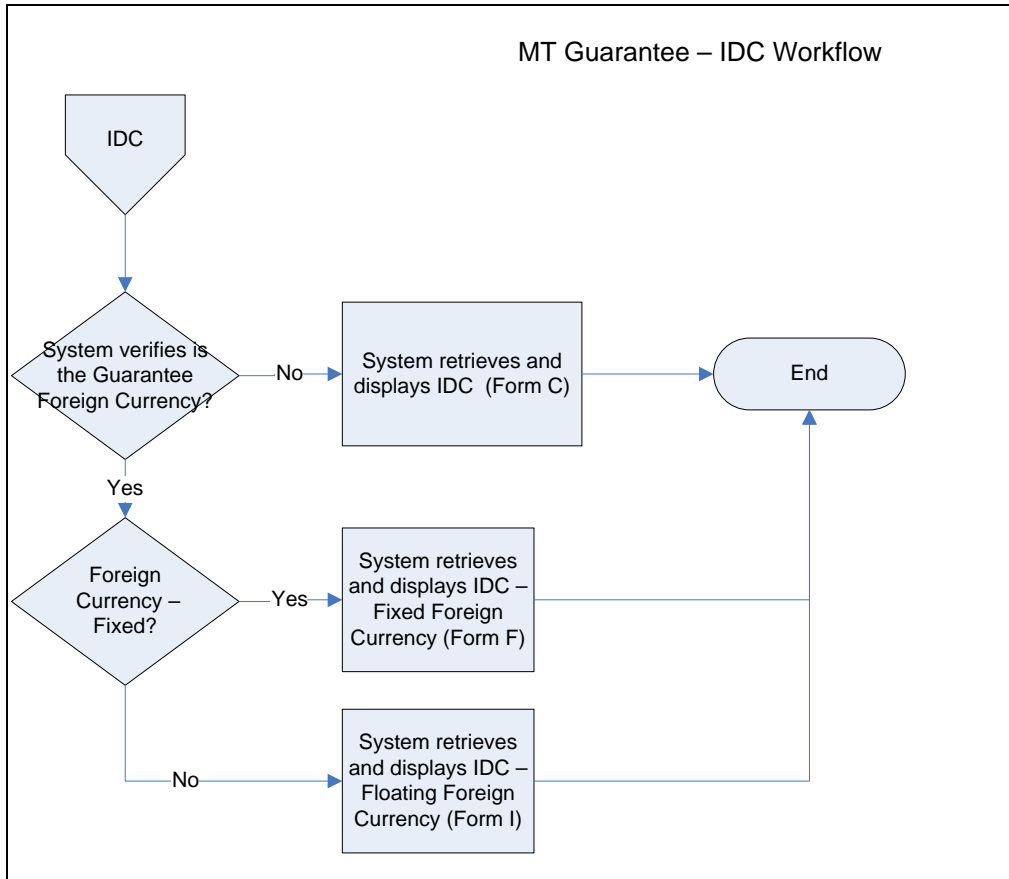 MT Guarantee – IDC Workflow
IDC
System verifies is
the Guarantee
Foreign Currency?
No
System retrieves and
displays IDC  (Form C)
End
Yes
Foreign
Currency –
Fixed?
Yes
System retrieves
and displays IDC –
Fixed Foreign
Currency (Form F)
No
System retrieves
and displays IDC –
Floating Foreign
Currency (Form I)